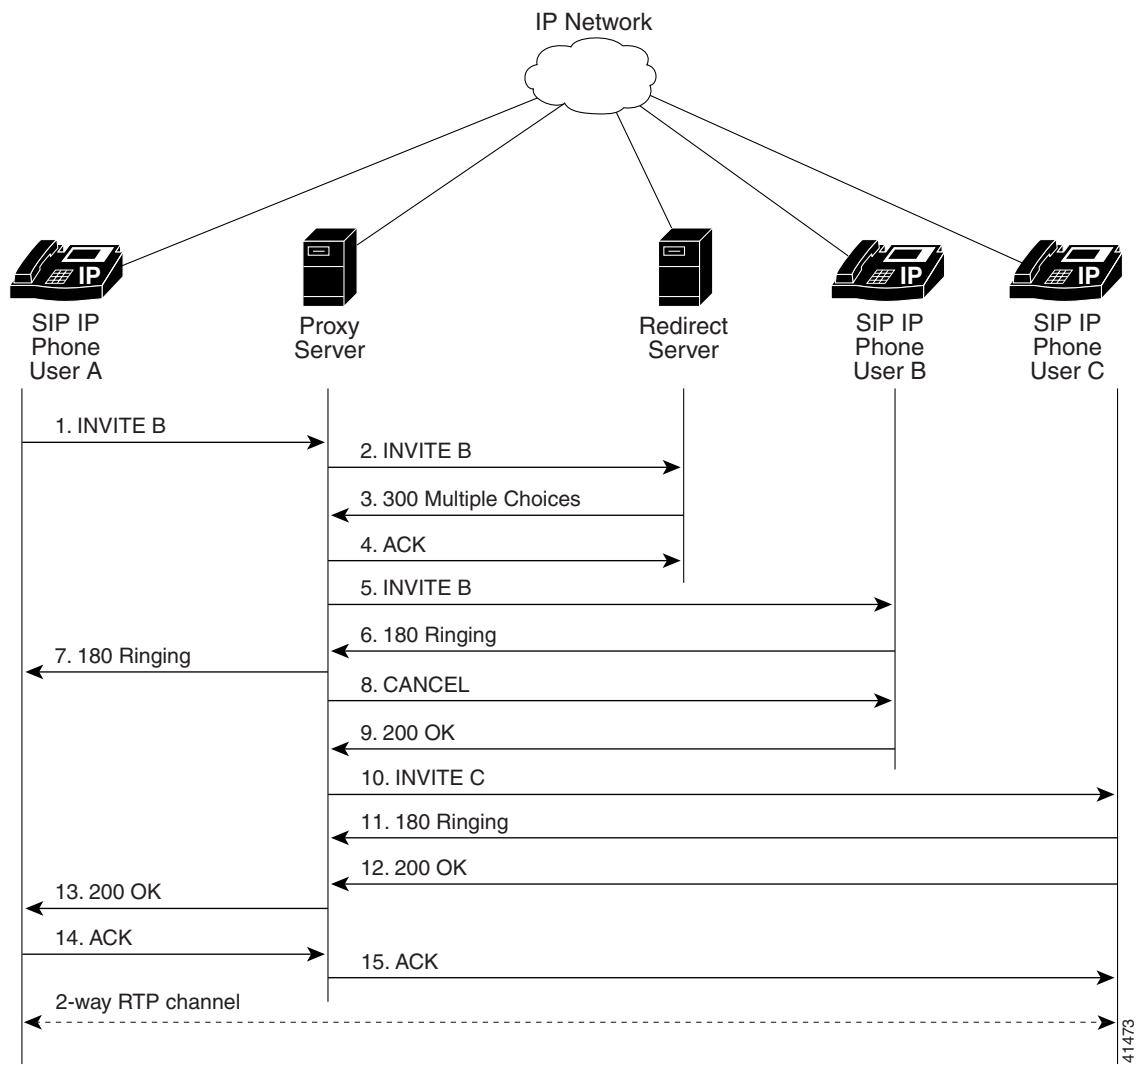 IP Network
IP
IP
IP
SIP IP
Phone
User A
Proxy
Server
Redirect
Server
SIP IP
Phone
User B
SIP IP
Phone
User C
1. INVITE B
2. INVITE B
3. 300 Multiple Choices
4. ACK
5. INVITE B
6. 180 Ringing
7. 180 Ringing
8. CANCEL
9. 200 OK
10. INVITE C
11. 180 Ringing
12. 200 OK
13. 200 OK
14. ACK
15. ACK
2-way RTP channel
41473